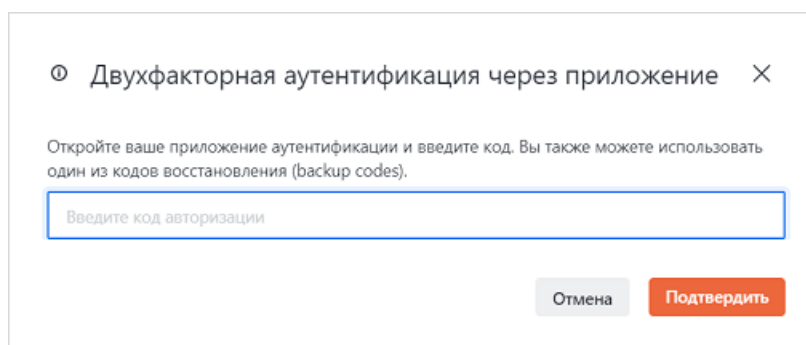 Двухфакторная аутентификация через приложение
Откройте ваше приложение аутентификации и введите код. Вы также можете использовать
один из кодов восстановления (backup codes).
Введите код авторизации
Отмена
Подтвердить